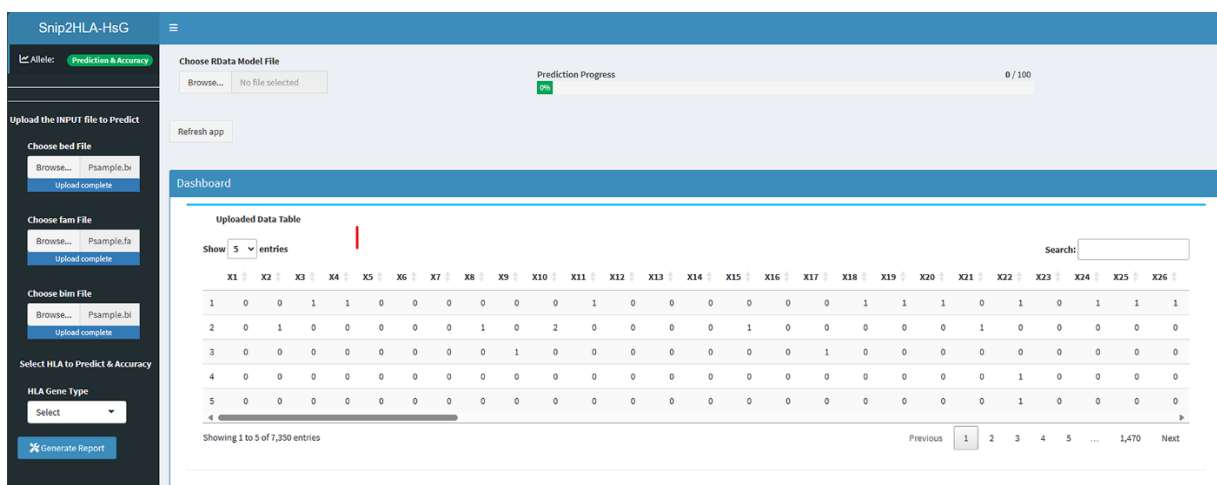 Snip2HLA-HsG
Allele: Prediction & Accuracy
Upload the INPUT file to Predict
Choose bed File
Browse... Psample.be
Upload complete
Choose fam File
Browse... Psample.fa
Upload complete
Choose bim File
Browse... Psample.bi
Upload complete
Select HLA to Predict & Accuracy
HLA Gene Type
Select
Generate Report
Choose RData Model File
Browse... No file selected
Prediction Progress 0 / 100
0%
Refresh app
Dashboard
Uploaded Data Table
Show 5 entries
Search:
X1 X2 X3 X4 X5 X6 X7 X8 X9 X10 X11 X12 X13 X14 X15 X16 X17 X18 X19 X20 X21 X22 X23 X24 X25 X26
1 0 0 1 1 0 0 0 0 0 0 1 0 0 0 0 0 0 1 1 1 0 1 0 1 1 1
2 0 1 0 0 0 0 0 1 0 2 0 0 0 0 1 0 0 0 0 0 1 0 0 0 0 0
3 0 0 0 0 0 0 0 0 1 0 0 0 0 0 0 0 1 0 0 0 0 0 0 0 0 0
4 0 0 0 0 0 0 0 0 0 0 0 0 0 0 0 0 0 0 0 0 0 1 0 0 0 0
5 0 0 0 0 0 0 0 0 0 0 0 0 0 0 0 0 0 0 0 0 0 1 0 0 0 0
Showing 1 to 5 of 7,350 entries
Previous 1 2 3 4 5 ... 1,470 Next